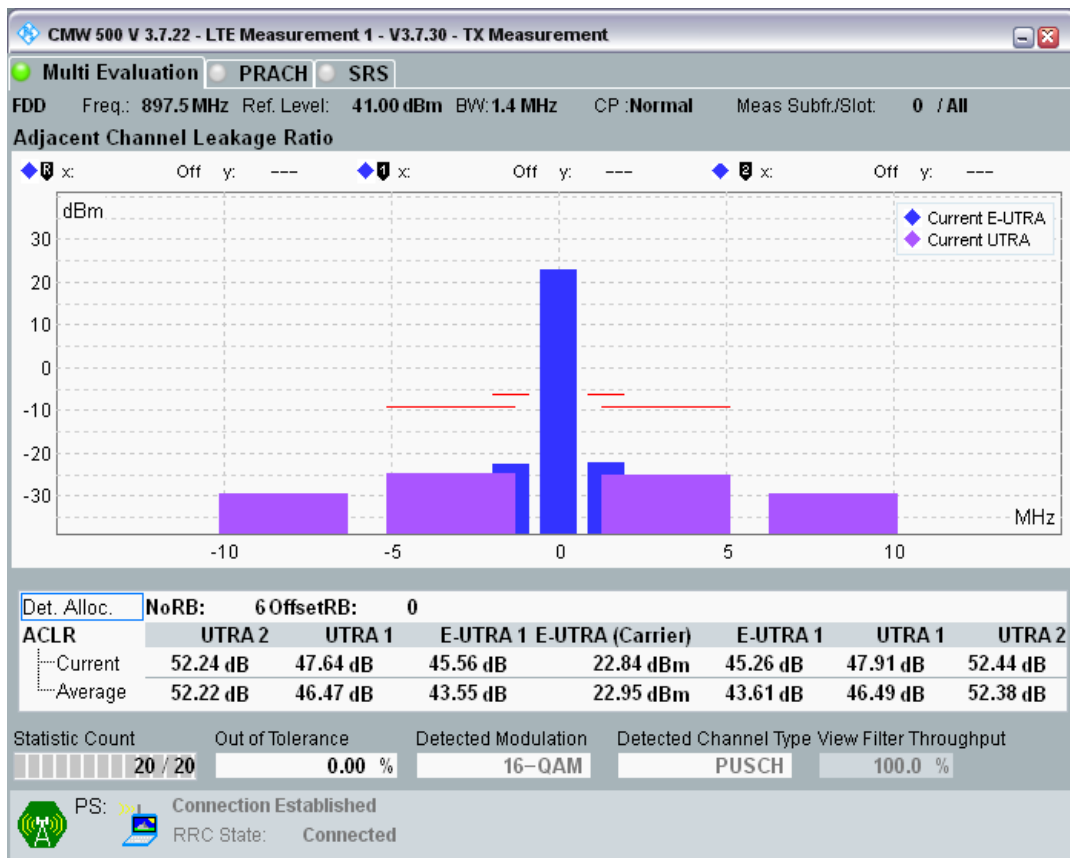 CMW 500 V 3.7.22 - LTE Measurement 1 - V3.7.30 - TX Measurement
Multi Evaluation PRACH SRS
FDD Freq.: 897.5 MHz Ref. Level: 41.00 dBm BW: 1.4 MHz CP :Normal Meas Subfr./Slot: 0 / All
Adjacent Channel Leakage Ratio
R x: Off y: --- 1 x: Off y: --- 2 x: Off y: ---
dBm
Current E-UTRA
Current UTRA
30
20
10
0
-10
-20
-30
MHz
-10 -5 0 5 10
Det. Alloc. NoRB: 6 OffsetRB: 0
ACLR UTRA 2 UTRA 1 E-UTRA 1 E-UTRA (Carrier) E-UTRA 1 UTRA 1 UTRA 2
Current 52.24 dB 47.64 dB 45.56 dB 22.84 dBm 45.26 dB 47.91 dB 52.44 dB
Average 52.22 dB 46.47 dB 43.55 dB 22.95 dBm 43.61 dB 46.49 dB 52.38 dB
Statistic Count Out of Tolerance Detected Modulation Detected Channel Type View Filter Throughput
20 / 20 0.00 % 16-QAM PUSCH 100.0 %
PS: Connection Established
RRC State: Connected